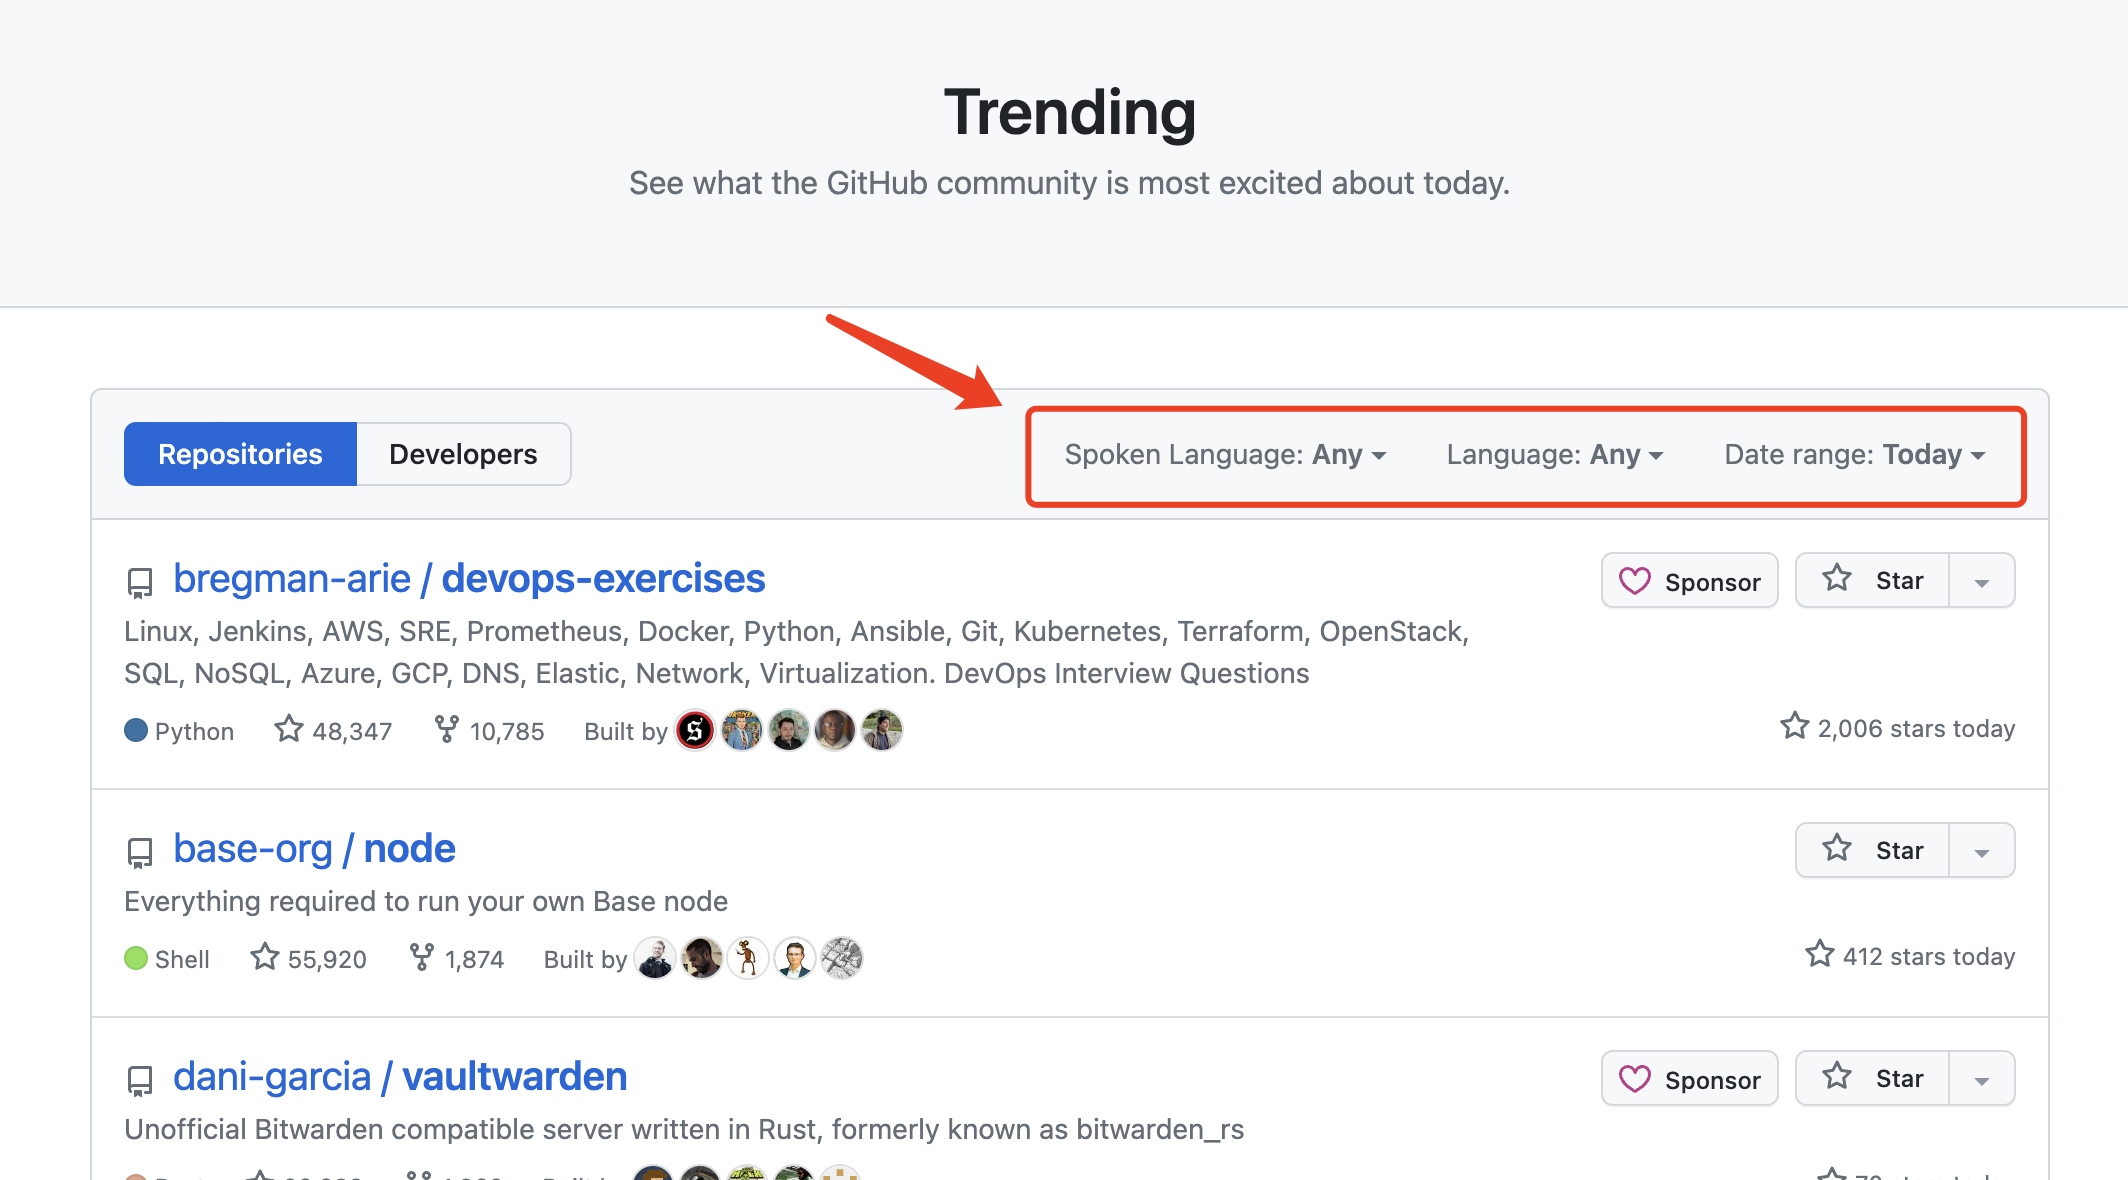 Trending
See what the GitHub community is most excited about today.
Repositories Developers Spoken Language: Any Language: Any Date range: Today
bregman-arie / devops-exercises Sponsor Star
Linux, Jenkins, AWS, SRE, Prometheus, Docker, Python, Ansible, Git, Kubernetes, Terraform, OpenStack,
SQL, NoSQL, Azure, GCP, DNS, Elastic, Network, Virtualization. DevOps Interview Questions
Python 48,347 10,785 Built by 2,006 stars today
base-org / node Star
Everything required to run your own Base node
Shell 55,920 1,874 Built by 412 stars today
dani-garcia / vaultwarden Sponsor Star
Unofficial Bitwarden compatible server written in Rust, formerly known as bitwarden_rs